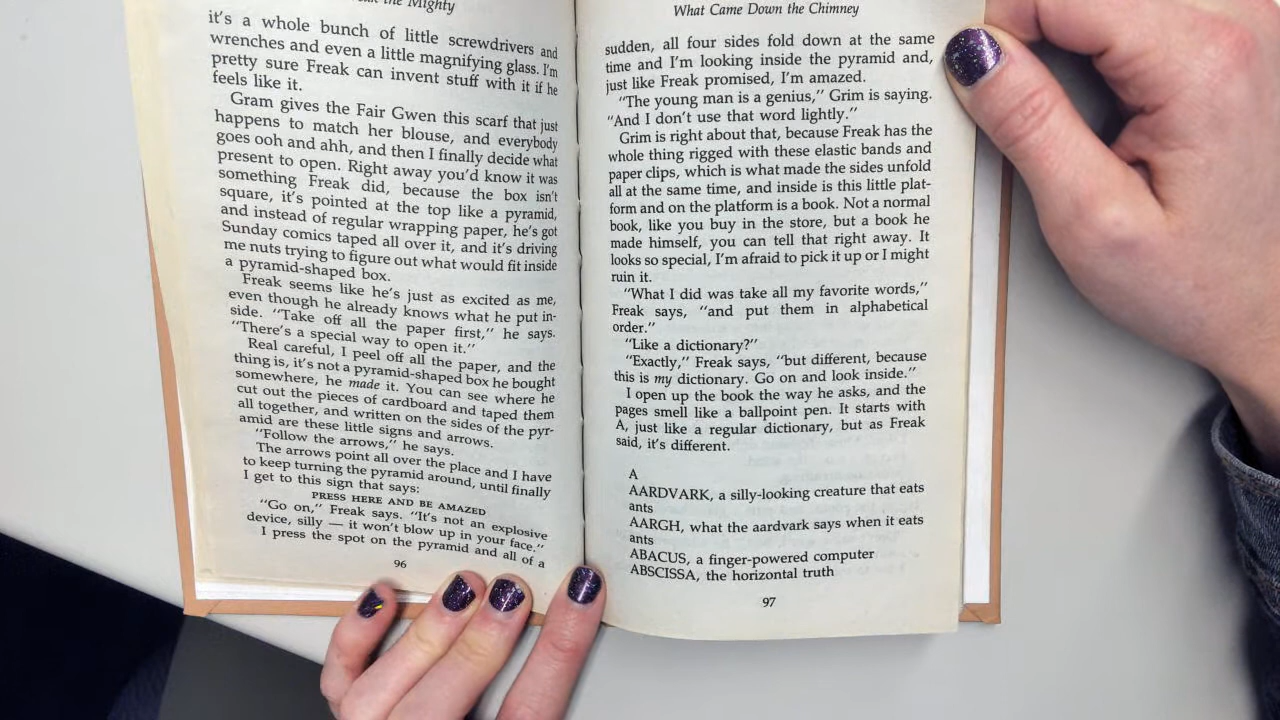 the Mighty
it's a whole bunch of little screwdrivers and
wrenches and even a little magnifying glass. I'm
pretty sure Freak can invent stuff with it if he
feels like it.
Gram gives the Fair Gwen this scarf that just
happens to match her blouse, and everybody
goes ooh and ahh, and then I finally decide what
present to open. Right away you'd know it was
something Freak did, because the box isn't
square, it's pointed at the top like a pyramid,
and instead of regular wrapping paper, he's got
Sunday comics taped all over it, and it's driving
me nuts trying to figure out what would fit inside
a pyramid-shaped box.
Freak seems like he's just as excited as me,
even though he already knows what he put in-
side. "Take off all the paper first," he says.
"There's a special way to open it."
Real careful, I peel off all the paper, and the
thing is, it's not a pyramid-shaped box he bought
somewhere, he made it. You can see where he
cut out the pieces of cardboard and taped them
all together, and written on the sides of the pyr-
amid are these little signs and arrows.
"Follow the arrows," he says.
The arrows point all over the place and I have
to keep turning the pyramid around, until finally
I get to this sign that says:
PRESS HERE AND BE AMAZED
"Go on," Freak says. "It's not an explosive
device, silly — it won't blow up in your face."
I press the spot on the pyramid and all of a
96
What Came Down the Chimney
sudden, all four sides fold down at the same
time and I'm looking inside the pyramid and,
just like Freak promised, I'm amazed.
"The young man is a genius," Grim is saying.
"And I don't use that word lightly."
Grim is right about that, because Freak has the
whole thing rigged with these elastic bands and
paper clips, which is what made the sides unfold
all at the same time, and inside is this little plat-
form and on the platform is a book. Not a normal
book, like you buy in the store, but a book he
made himself, you can tell that right away. It
looks so special, I'm afraid to pick it up or I might
ruin it.
"What I did was take all my favorite words,"
Freak says, "and put them in alphabetical
order."
"Like a dictionary?"
"Exactly," Freak says, "but different, because
this is my dictionary. Go on and look inside."
I open up the book the way he asks, and the
pages smell like a ballpoint pen. It starts with
A, just like a regular dictionary, but as Freak
said, it's different.
A
AARDVARK, a silly-looking creature that eats
ants
AARGH, what the aardvark says when it eats
ants
ABACUS, a finger-powered computer
ABSCISSA, the horizontal truth
97